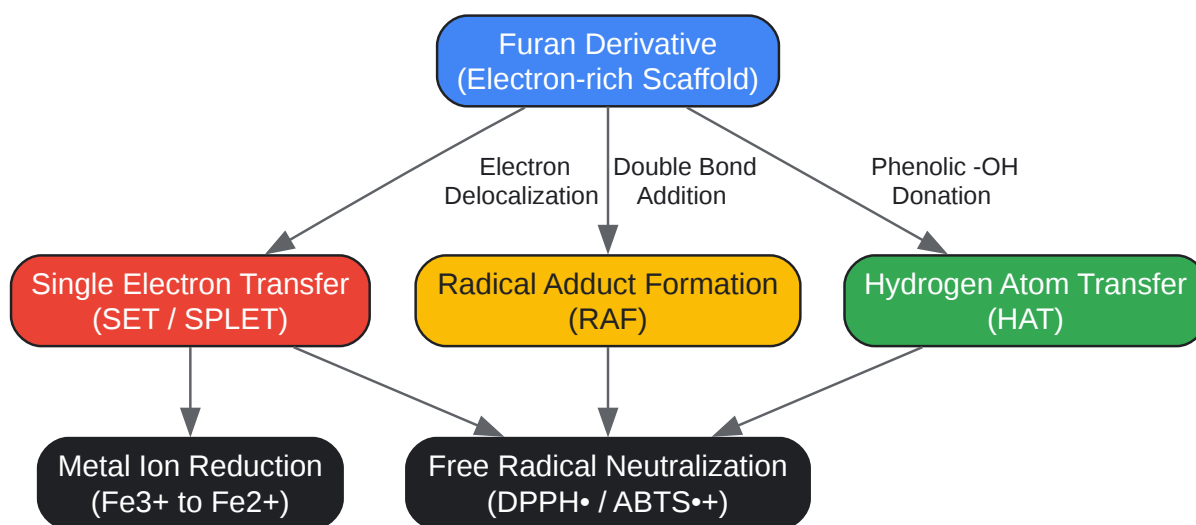 Furan Derivative
(Electron-rich Scaffold)
Electron
Delocalization
Double Bond
Addition
Phenolic -OH
Donation
Single Electron Transfer
(SET / SPLET)
Radical Adduct Formation
(RAF)
Hydrogen Atom Transfer
(HAT)
Metal Ion Reduction
(Fe3+ to Fe2+)
Free Radical Neutralization
(DPPH• / ABTS•+)